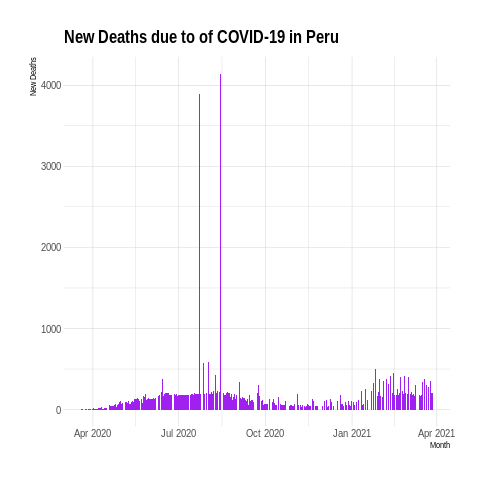 New Deaths due to of COVID-19 in Peru
New Deaths
4000
3000
2000
1000
0
Apr 2020 Jul 2020 Oct 2020 Jan 2021 Apr 2021
Month